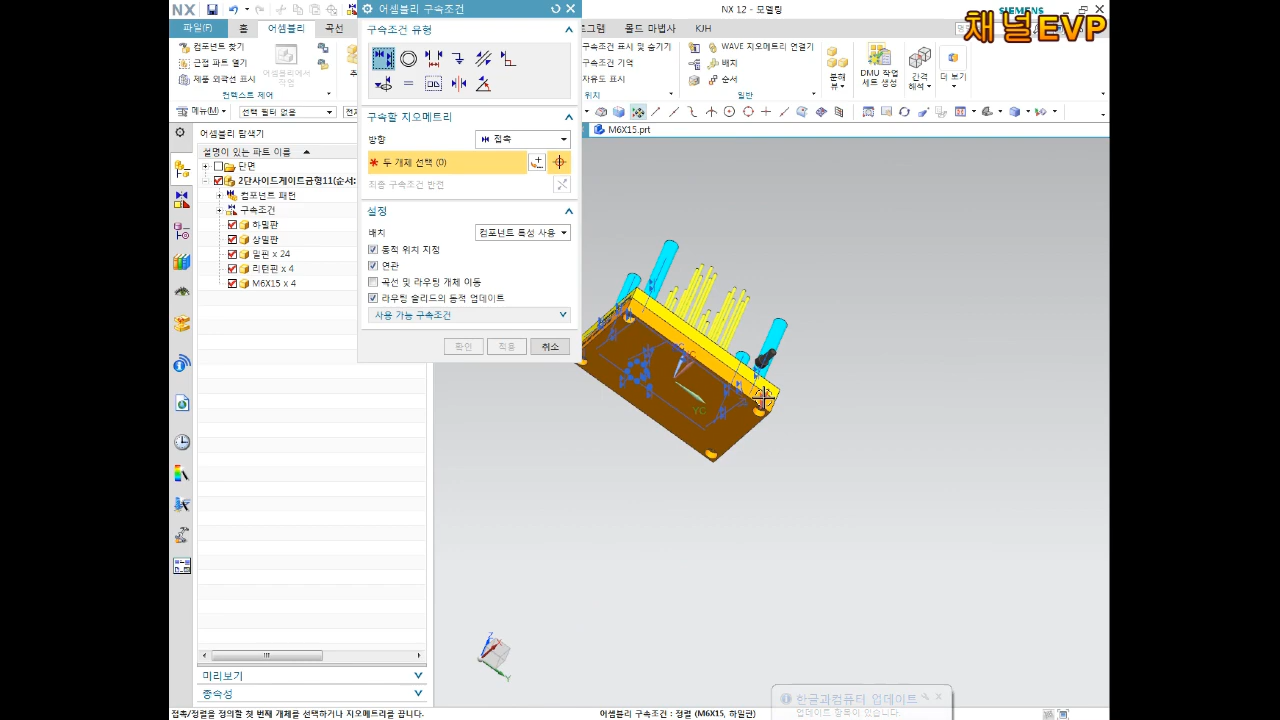 NX
어셈블리 구속조건
NX 12 - 모델링
SIEMENS
채널EVP
파일(F)
홈
어셈블리
곡선
몰드 마법사
KJH
구속조건 유형
컴포넌트 찾기
근접 파트 열기
제품 외곽선 표시
컨텍스트 제어
구속조건 표시 및 숨기기
구속조건 기억
자유도 표시
WAVE 지오메트리 연결기
배치
순서
일반
분해
뷰
DMU 작업
세트 생성
간격
해석
더 보기
메뉴(M)
선택 필터 없음
구속할 지오메트리
방향
접촉
두 개체 선택 (0)
최종 구속조건 반전
M6X15.prt
어셈블리 탐색기
설명이 있는 파트 이름
단면
2단사이드게이트금형11(순서:
컴포넌트 패턴
구속조건
하밀판
상밀판
밀핀 x 24
리턴핀 x 4
M6X15 x 4
설정
배치
컴포넌트 특성 사용
동적 위치 지정
연관
곡선 및 라우팅 개체 이동
라우팅 솔리드의 동적 업데이트
사용 가능 구속조건
확인
적용
취소
YC
Z
Y
미리보기
종속성
한글과컴퓨터 업데이트
업데이트 항목이 있습니다.
접촉/정렬을 정의할 첫 번째 개체를 선택하거나 지오메트리를 끕니다.
어셈블리 구속조건 : 정렬 (M6X15, 하밀판)